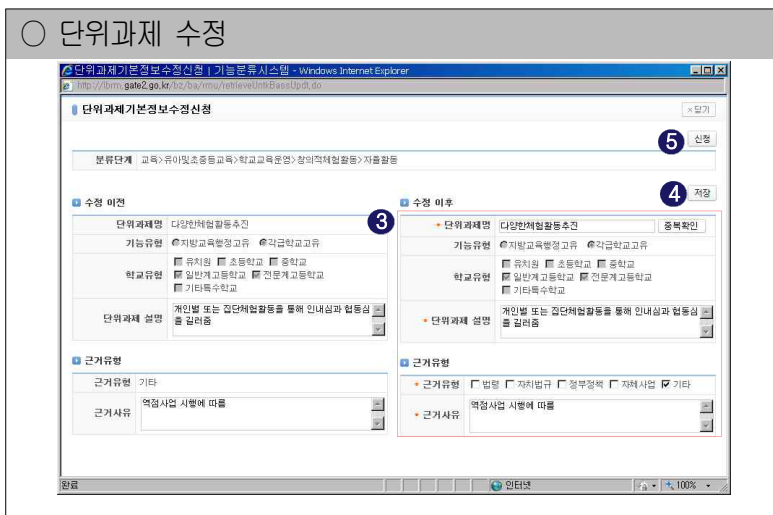 ○ 단위과제 수정
단위과제기본정보수정신청 | 기능분류시스템 - Windows Internet Explorer
http://lbrm.gate2.go.kr/bz/ba/rmu/retrieveUntkBassUpdt.do
단위과제기본정보수정신청
×닫기
5 신청
분류단계 교육>유아및초중등교육>학교교육운영>창의적체험활동>자율활동
4 저장
수정 이전
단위과제명 다양한체험활동추진
기능유형 지방교육행정고유 각급학교고유
학교유형 유치원 초등학교 중학교
일반계고등학교 전문계고등학교
기타특수학교
단위과제 설명 개인별 또는 집단체험활동을 통해 인내심과 협동심
을 길러줌
근거유형
근거유형 기타
근거사유 역점사업 시행에 따름
수정 이후
3
* 단위과제명 다양한체험활동추진 중복확인
기능유형 지방교육행정고유 각급학교고유
학교유형 유치원 초등학교 중학교
일반계고등학교 전문계고등학교
기타특수학교
* 단위과제 설명 개인별 또는 집단체험활동을 통해 인내심과 협동심
을 길러줌
근거유형
* 근거유형 법령 자치법규 정부정책 자체사업 기타
* 근거사유 역점사업 시행에 따름
완료 인터넷 100%